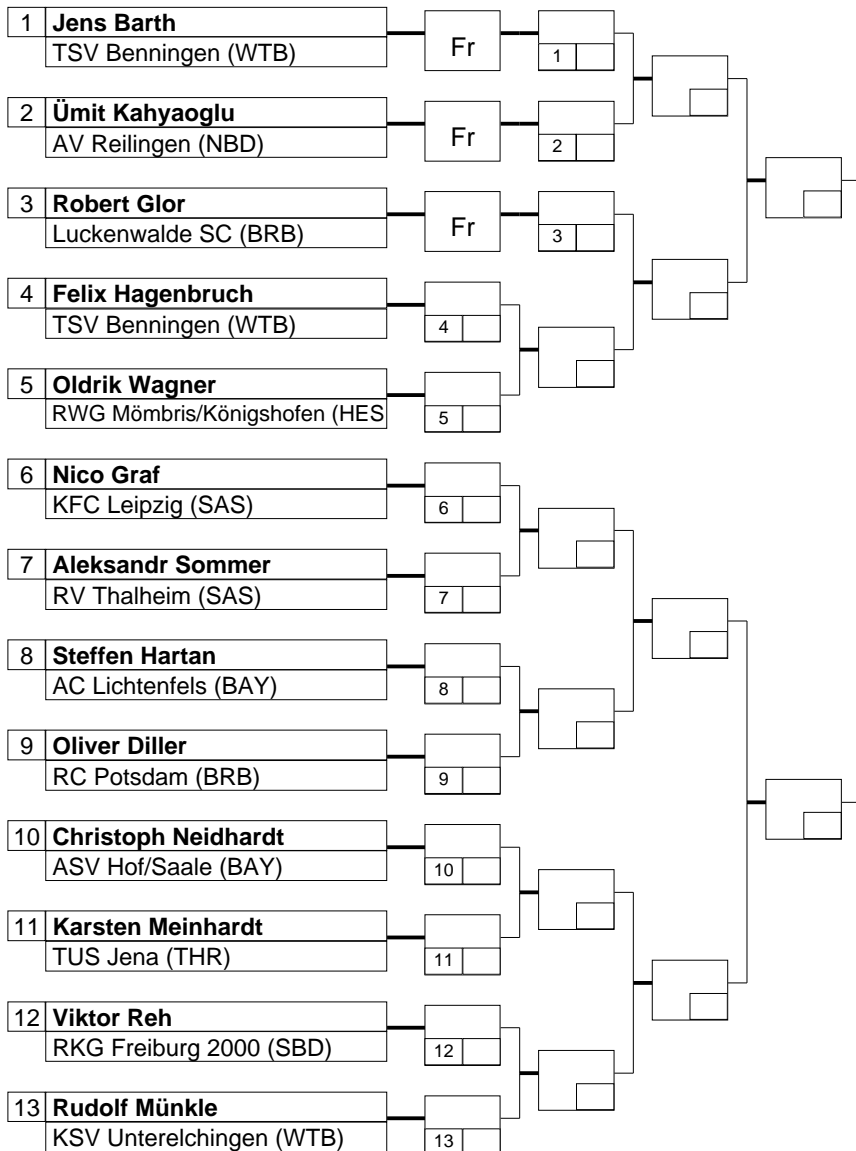 1 Jens Barth
TSV Benningen (WTB)
Fr
1
2 Ümit Kahyaoglu
AV Reilingen (NBD)
Fr
2
3 Robert Glor
Luckenwalde SC (BRB)
Fr
3
4 Felix Hagenbruch
TSV Benningen (WTB)
4
5 Oldrik Wagner
RWG Mömbris/Königshofen (HES
5
6 Nico Graf
KFC Leipzig (SAS)
6
7 Aleksandr Sommer
RV Thalheim (SAS)
7
8 Steffen Hartan
AC Lichtenfels (BAY)
8
9 Oliver Diller
RC Potsdam (BRB)
9
10 Christoph Neidhardt
ASV Hof/Saale (BAY)
10
11 Karsten Meinhardt
TUS Jena (THR)
11
12 Viktor Reh
RKG Freiburg 2000 (SBD)
12
13 Rudolf Münkle
KSV Unterelchingen (WTB)
13